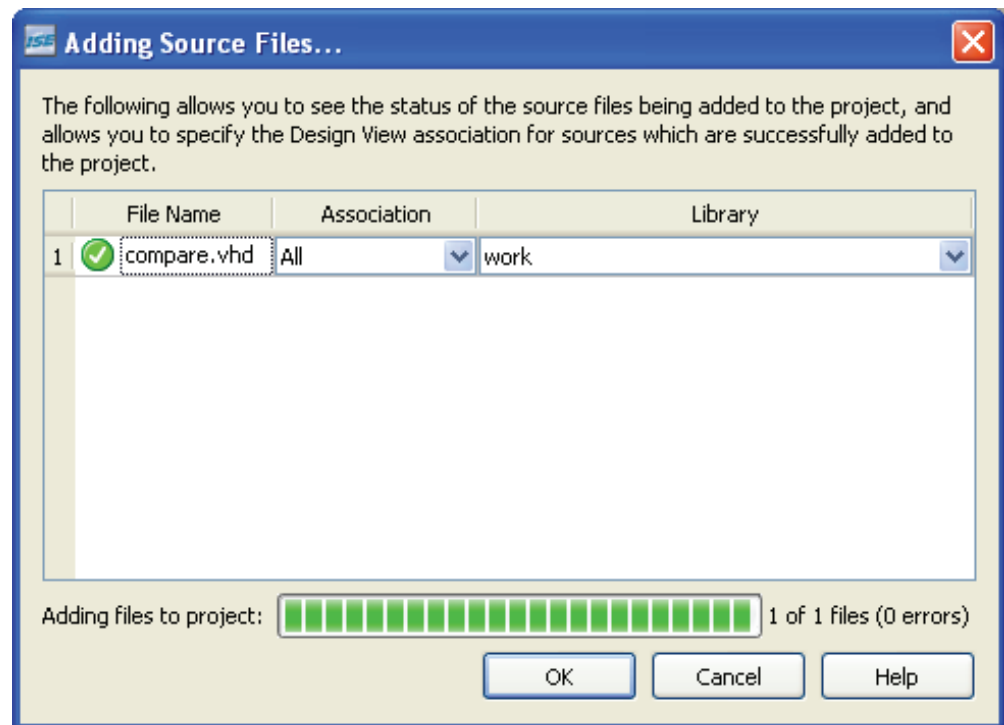 ISE Adding Source Files...
The following allows you to see the status of the source files being added to the project, and
allows you to specify the Design View association for sources which are successfully added to
the project.
File Name Association Library
1 compare.vhd All work
Adding files to project: 1 of 1 files (0 errors)
OK Cancel Help